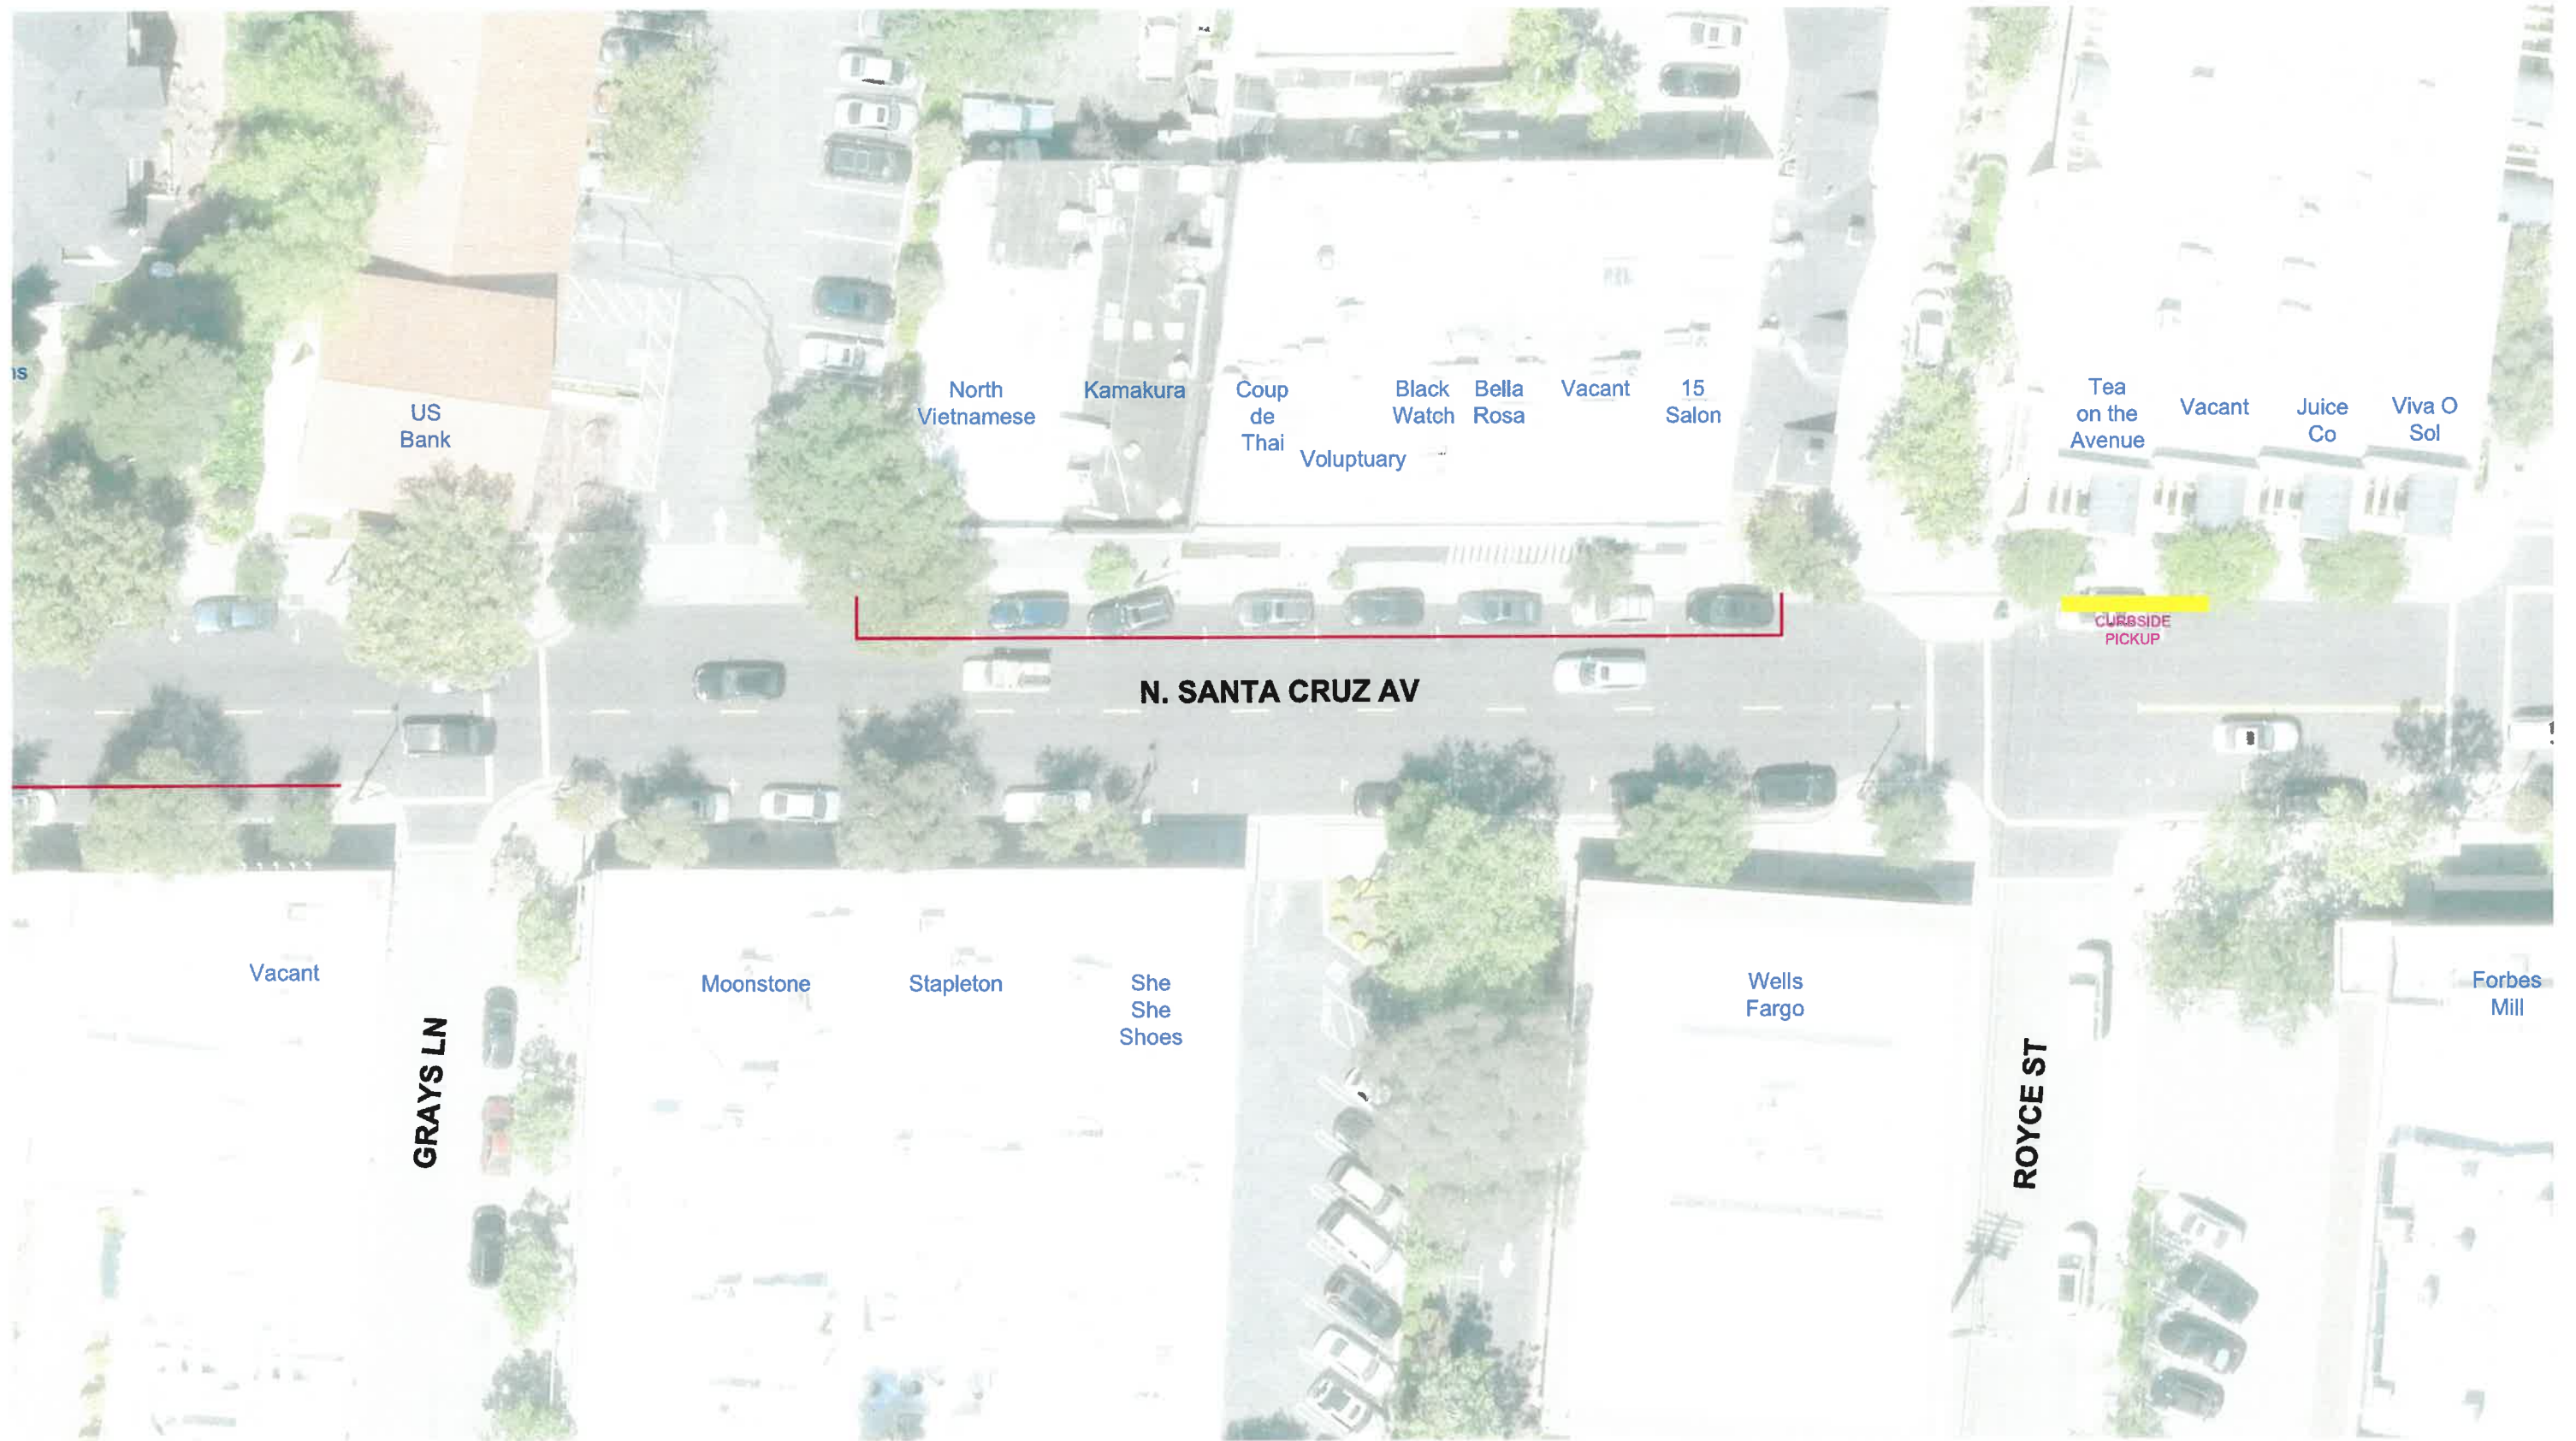 ns
US
Bank
North
Vietnamese
Kamakura
Coup
de
Thai
Voluptuary
Black
Watch
Bella
Rosa
Vacant
15
Salon
Tea
on the
Avenue
Vacant
Juice
Co
Viva O
Sol
CURBSIDE
PICKUP
N. SANTA CRUZ AV
Vacant
GRAYS LN
Moonstone
Stapleton
She
She
Shoes
Wells
Fargo
ROYCE ST
Forbes
Mill